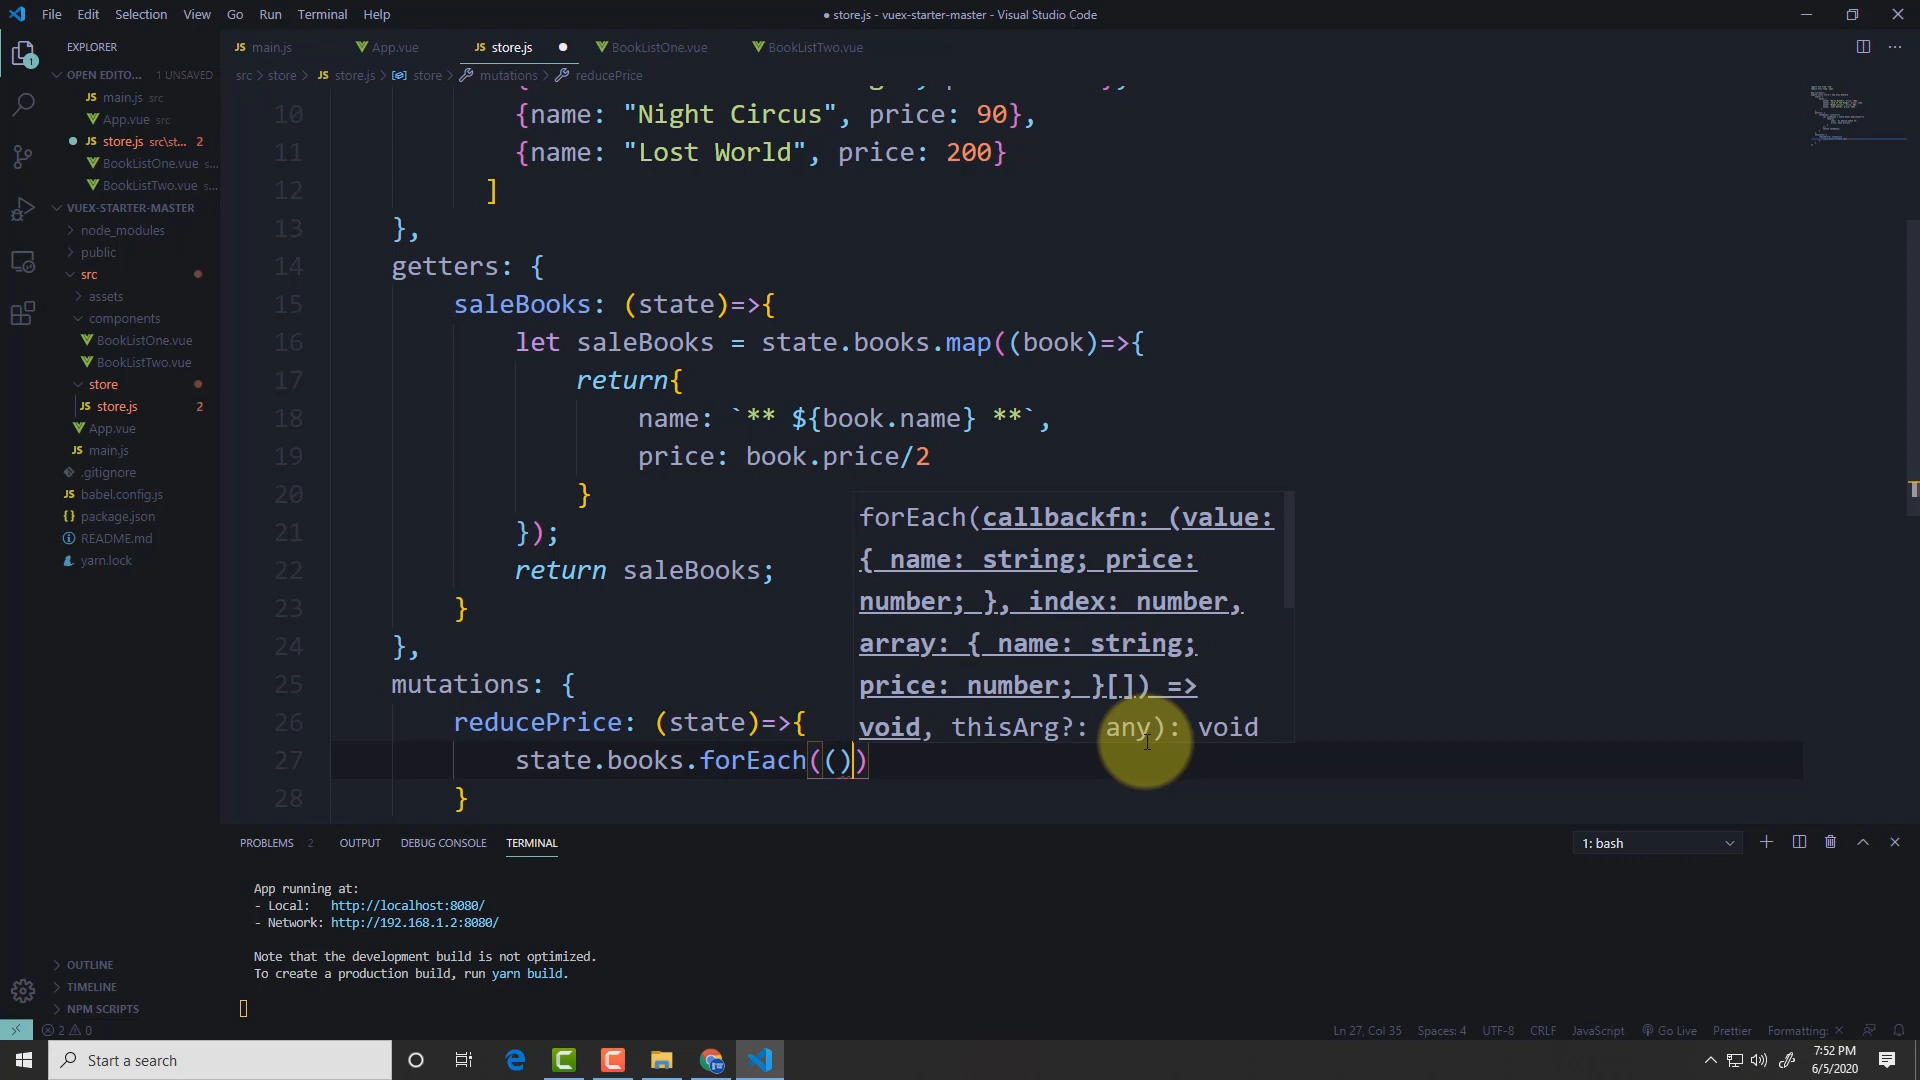 File Edit Selection View Go Run Terminal Help
● store.js - vuex-starter-master - Visual Studio Code
EXPLORER
OPEN EDITO... 1 UNSAVED
JS main.js src
App.vue src
JS store.js src\st... 2
BookListOne.vue s...
BookListTwo.vue s...
VUEX-STARTER-MASTER
node_modules
public
src
assets
components
BookListOne.vue
BookListTwo.vue
store
JS store.js 2
App.vue
JS main.js
.gitignore
JS babel.config.js
{} package.json
README.md
yarn.lock
OUTLINE
TIMELINE
NPM SCRIPTS
JS main.js App.vue JS store.js BookListOne.vue BookListTwo.vue
src > store > JS store.js > store > mutations > reducePrice
10 {name: "Night Circus", price: 90},
11 {name: "Lost World", price: 200}
12 ]
13 },
14 getters: {
15 saleBooks: (state)=>{
16 let saleBooks = state.books.map((book)=>{
17 return{
18 name: `** ${book.name} **`,
19 price: book.price/2
20 }
21 });
22 return saleBooks;
23 }
24 },
25 mutations: {
26 reducePrice: (state)=>{
27 state.books.forEach(())
28 }
forEach(callbackfn: (value:
{ name: string; price:
number; }, index: number,
array: { name: string;
price: number; }[]) =>
void, thisArg?: any): void
PROBLEMS 2 OUTPUT DEBUG CONSOLE TERMINAL
1: bash
App running at:
- Local: http://localhost:8080/
- Network: http://192.168.1.2:8080/
Note that the development build is not optimized.
To create a production build, run yarn build.
2 0
Ln 27, Col 35 Spaces: 4 UTF-8 CRLF JavaScript Go Live Prettier Formatting: ×
Start a search
7:52 PM
6/5/2020